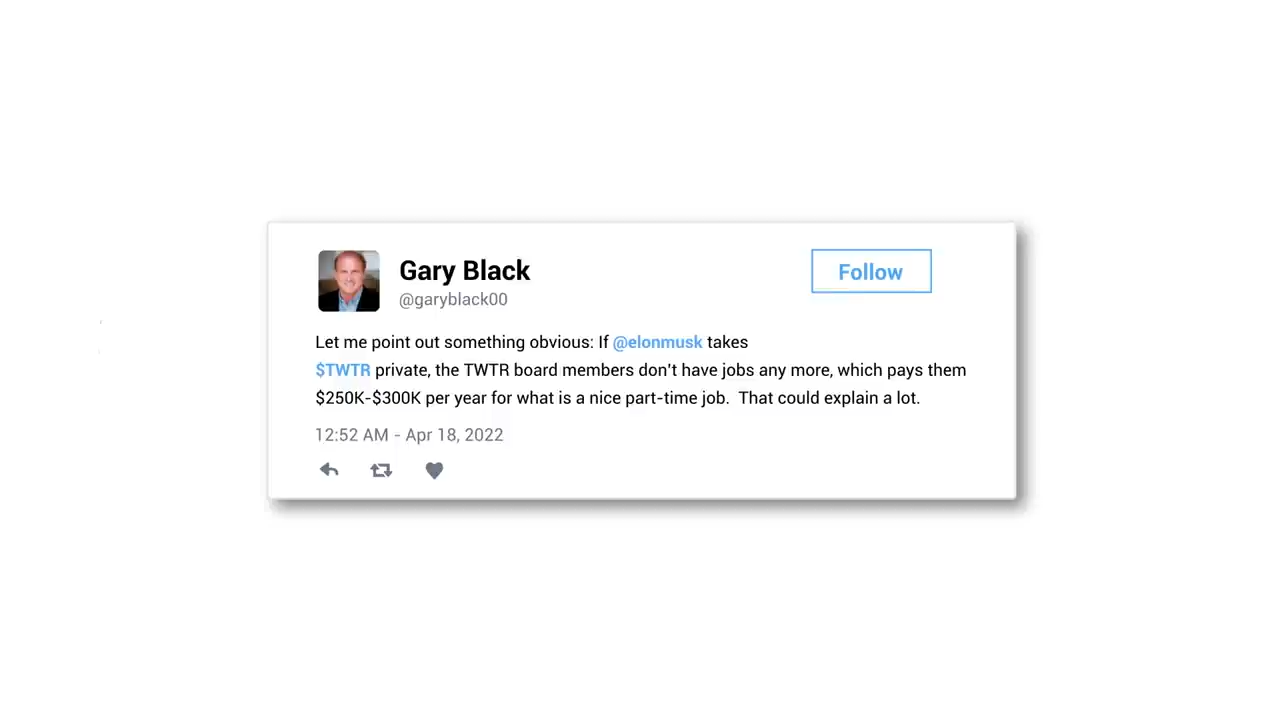 Gary Black
Follow
@garyblack00
Let me point out something obvious: If @elonmusk takes
$TWTR private, the TWTR board members don't have jobs any more, which pays them
$250K-$300K per year for what is a nice part-time job.  That could explain a lot.
12:52 AM - Apr 18, 2022